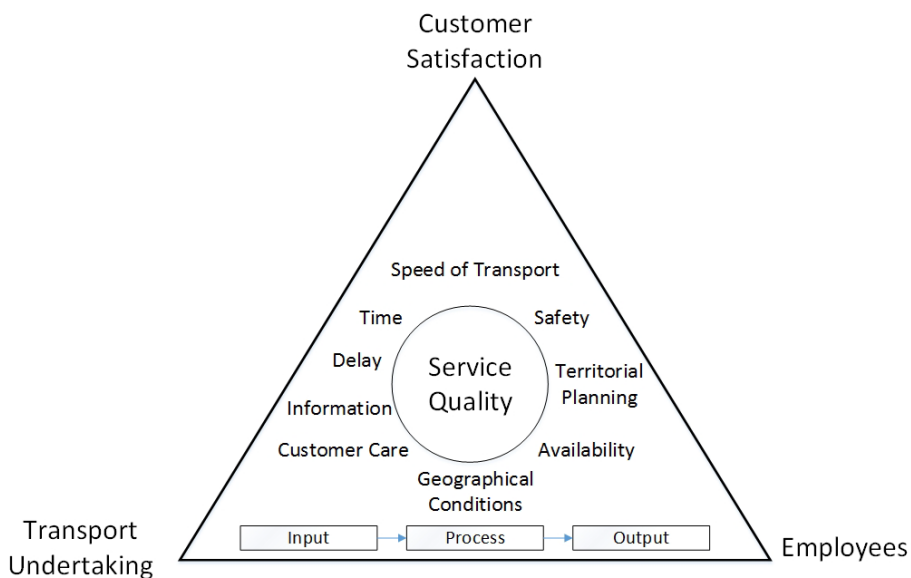 Customer
Satisfaction
Speed of Transport
Time
Safety
Delay
Service
Quality
Territorial
Planning
Information
Customer Care
Availability
Geographical
Conditions
Transport
Undertaking
Input
Process
Output
Employees